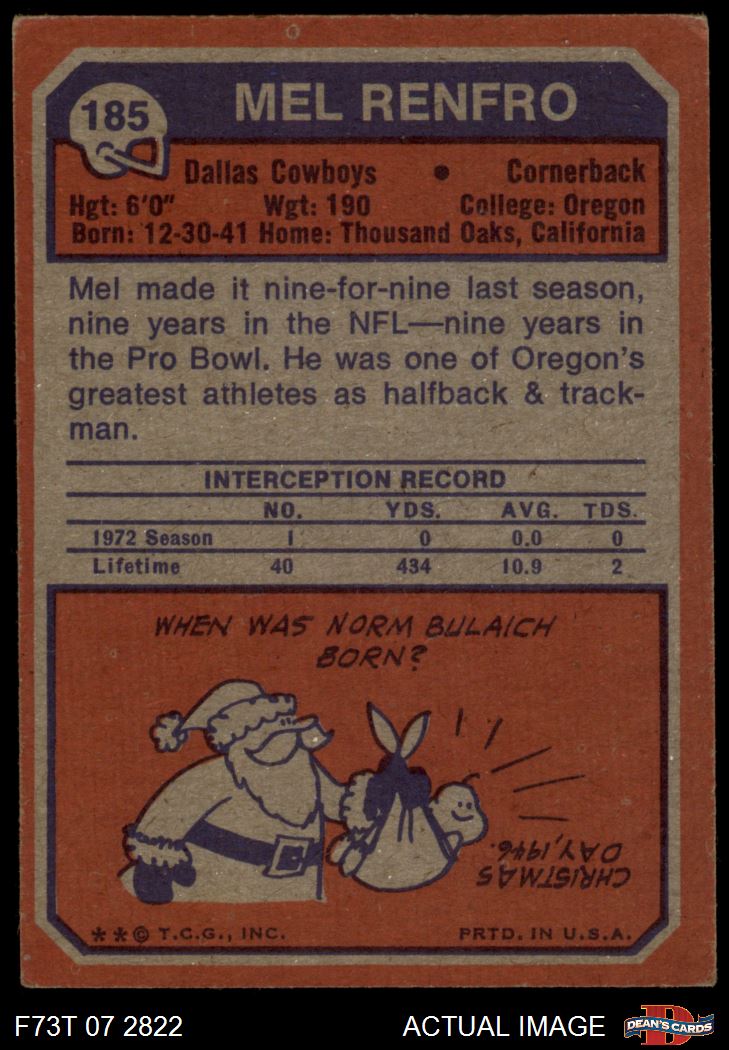 185
MEL RENFRO
Dallas Cowboys • Cornerback
Hgt: 6'0" Wgt: 190 College: Oregon
Born: 12-30-41 Home: Thousand Oaks, California
Mel made it nine-for-nine last season,
nine years in the NFL—nine years in
the Pro Bowl. He was one of Oregon's
greatest athletes as halfback & track-
man.
INTERCEPTION RECORD
NO. YDS. AVG. TDS.
1972 Season 1 0 0.0 0
Lifetime 40 434 10.9 2
WHEN WAS NORM BULAICH
BORN?
CHRISTMAS
DAY, 1946.
**© T.C.G., INC. PRTD. IN U.S.A.
F73T 07 2822 ACTUAL IMAGE
D
DEAN'S CARDS